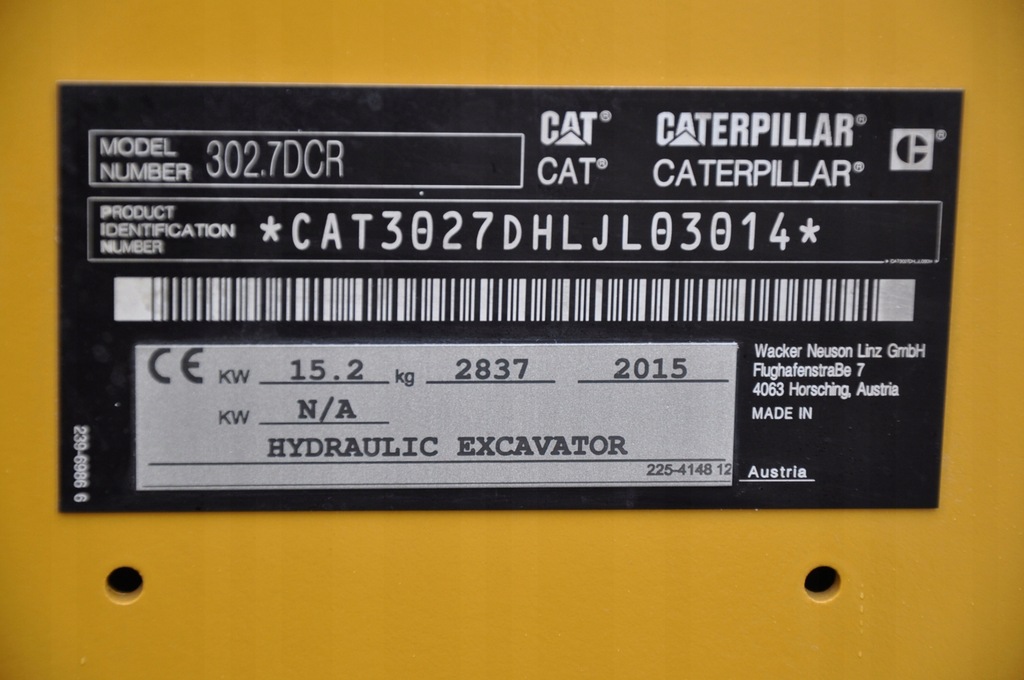 MODEL NUMBER 302.7DCR
CAT® CATERPILLAR® C®
CAT® CATERPILLAR®
PRODUCT IDENTIFICATION NUMBER *CAT3027DHLJL03014*
CE KW 15.2 kg 2837 2015
KW N/A
HYDRAULIC EXCAVATOR
225-4148 12
Wacker Neuson Linz GmbH
Flughafenstraße 7
4063 Horsching, Austria
MADE IN
Austria
239-6986 6